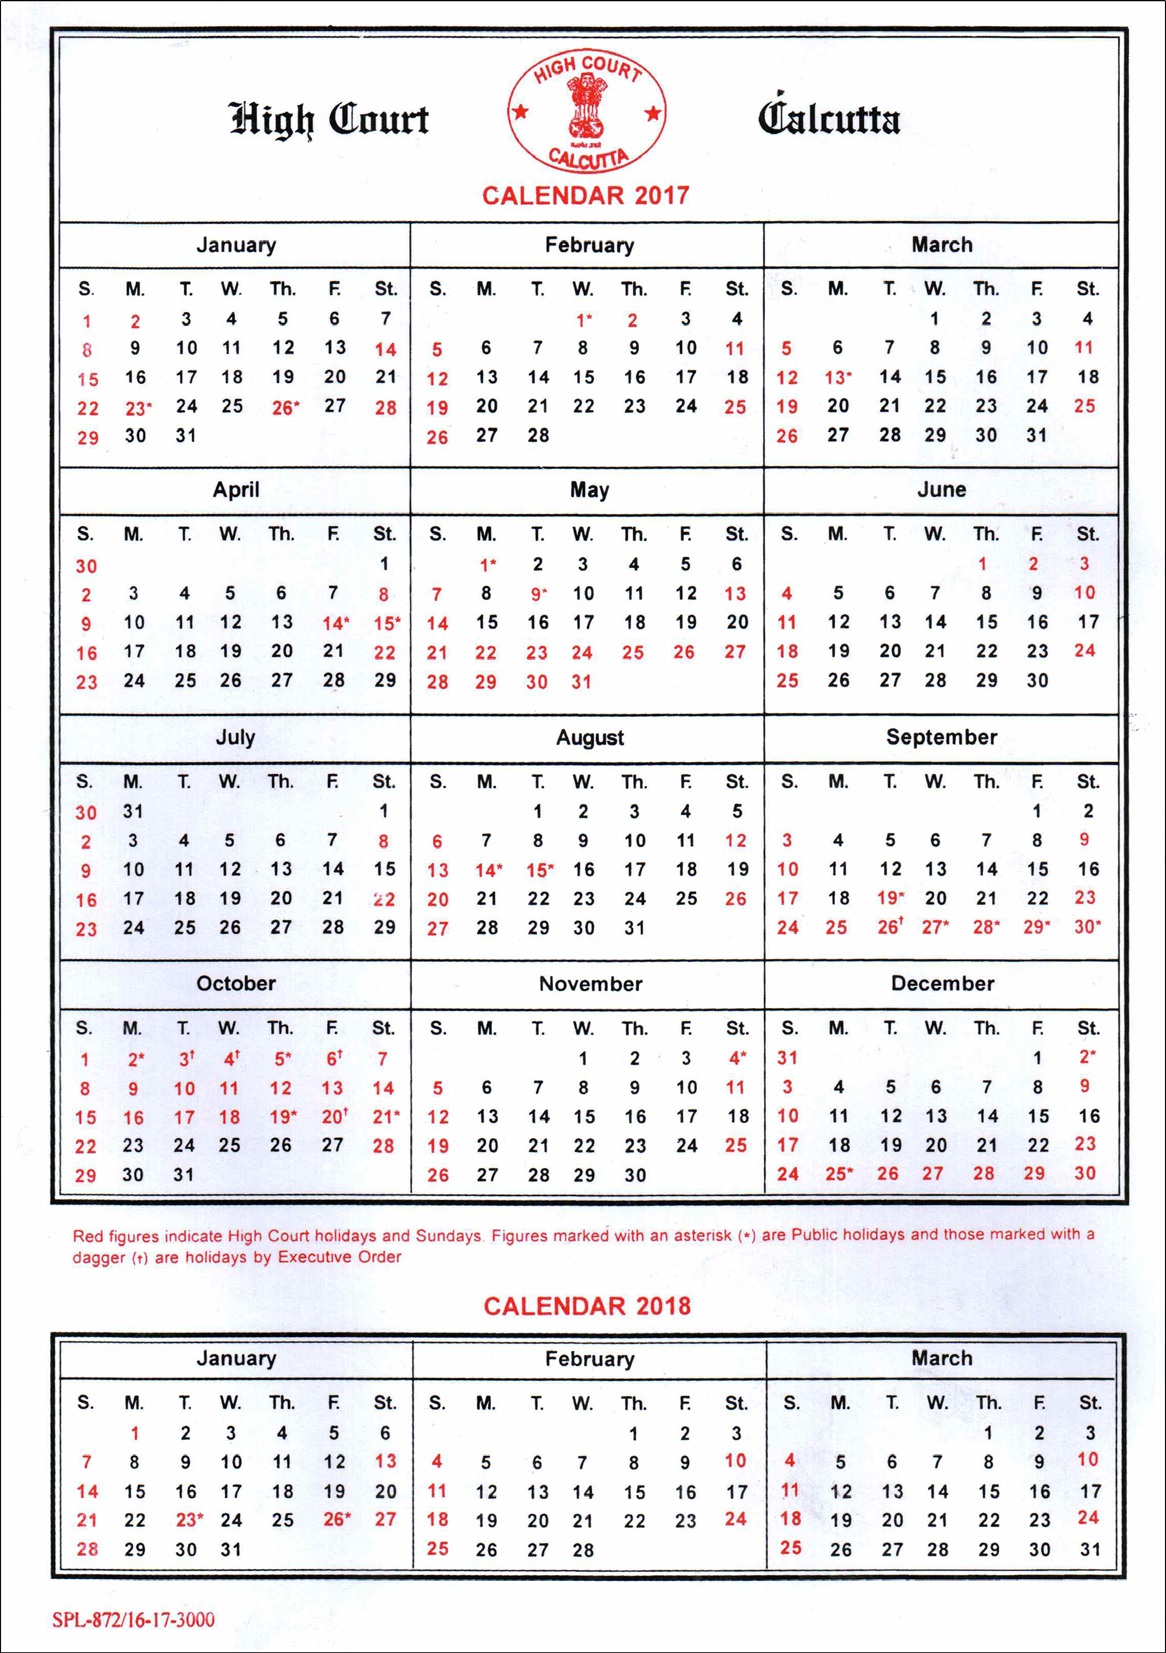 High Court
HIGH COURT
CALCUTTA
Calcutta
CALENDAR 2017
January February March
S. M. T. W. Th. F. St. S. M. T. W. Th. F. St. S. M. T. W. Th. F. St.
1 2 3 4 5 6 7 1* 2 3 4 1 2 3 4
8 9 10 11 12 13 14 5 6 7 8 9 10 11 5 6 7 8 9 10 11
15 16 17 18 19 20 21 12 13 14 15 16 17 18 12 13* 14 15 16 17 18
22 23* 24 25 26* 27 28 19 20 21 22 23 24 25 19 20 21 22 23 24 25
29 30 31 26 27 28 26 27 28 29 30 31
April May June
S. M. T. W. Th. F. St. S. M. T. W. Th. F. St. S. M. T. W. Th. F. St.
30 1 1* 2 3 4 5 6 1 2 3
2 3 4 5 6 7 8 7 8 9* 10 11 12 13 4 5 6 7 8 9 10
9 10 11 12 13 14* 15* 14 15 16 17 18 19 20 11 12 13 14 15 16 17
16 17 18 19 20 21 22 21 22 23 24 25 26 27 18 19 20 21 22 23 24
23 24 25 26 27 28 29 28 29 30 31 25 26 27 28 29 30
July August September
S. M. T. W. Th. F. St. S. M. T. W. Th. F. St. S. M. T. W. Th. F. St.
30 31 1 1 2 3 4 5 1 2
2 3 4 5 6 7 8 6 7 8 9 10 11 12 3 4 5 6 7 8 9
9 10 11 12 13 14 15 13 14* 15* 16 17 18 19 10 11 12 13 14 15 16
16 17 18 19 20 21 22 20 21 22 23 24 25 26 17 18 19* 20 21 22 23
23 24 25 26 27 28 29 27 28 29 30 31 24 25 26† 27* 28* 29* 30*
October November December
S. M. T. W. Th. F. St. S. M. T. W. Th. F. St. S. M. T. W. Th. F. St.
1 2* 3† 4† 5* 6† 7 1 2 3 4* 31 1 2*
8 9 10 11 12 13 14 5 6 7 8 9 10 11 3 4 5 6 7 8 9
15 16 17 18 19* 20† 21* 12 13 14 15 16 17 18 10 11 12 13 14 15 16
22 23 24 25 26 27 28 19 20 21 22 23 24 25 17 18 19 20 21 22 23
29 30 31 26 27 28 29 30 24 25* 26 27 28 29 30
Red figures indicate High Court holidays and Sundays. Figures marked with an asterisk (*) are Public holidays and those marked with a
dagger (†) are holidays by Executive Order
CALENDAR 2018
January February March
S. M. T. W. Th. F. St. S. M. T. W. Th. F. St. S. M. T. W. Th. F. St.
1 2 3 4 5 6 1 2 3 1 2 3
7 8 9 10 11 12 13 4 5 6 7 8 9 10 4 5 6 7 8 9 10
14 15 16 17 18 19 20 11 12 13 14 15 16 17 11 12 13 14 15 16 17
21 22 23* 24 25 26* 27 18 19 20 21 22 23 24 18 19 20 21 22 23 24
28 29 30 31 25 26 27 28 25 26 27 28 29 30 31
SPL-872/16-17-3000